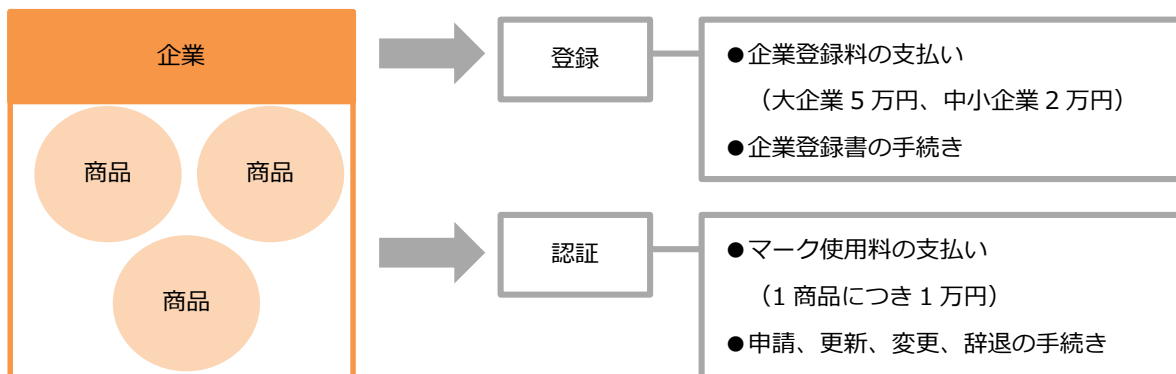 企業
商品
商品
商品
登録
●企業登録料の支払い
（大企業 5 万円、中小企業 2 万円）
●企業登録書の手続き
認証
●マーク使用料の支払い
（1 商品につき 1 万円）
●申請、更新、変更、辞退の手続き